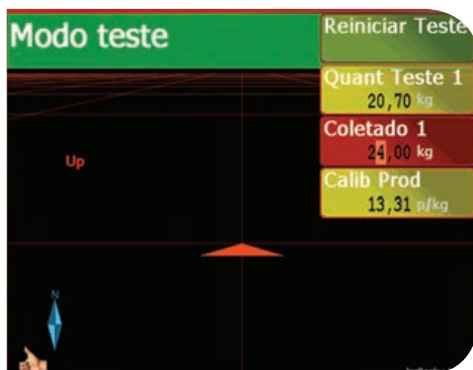 Modo teste
Reiniciar Teste
Quant Teste 1
20,70 kg
Coletado 1
24,00 kg
Calib Prod
13,31 p/kg
Up
N